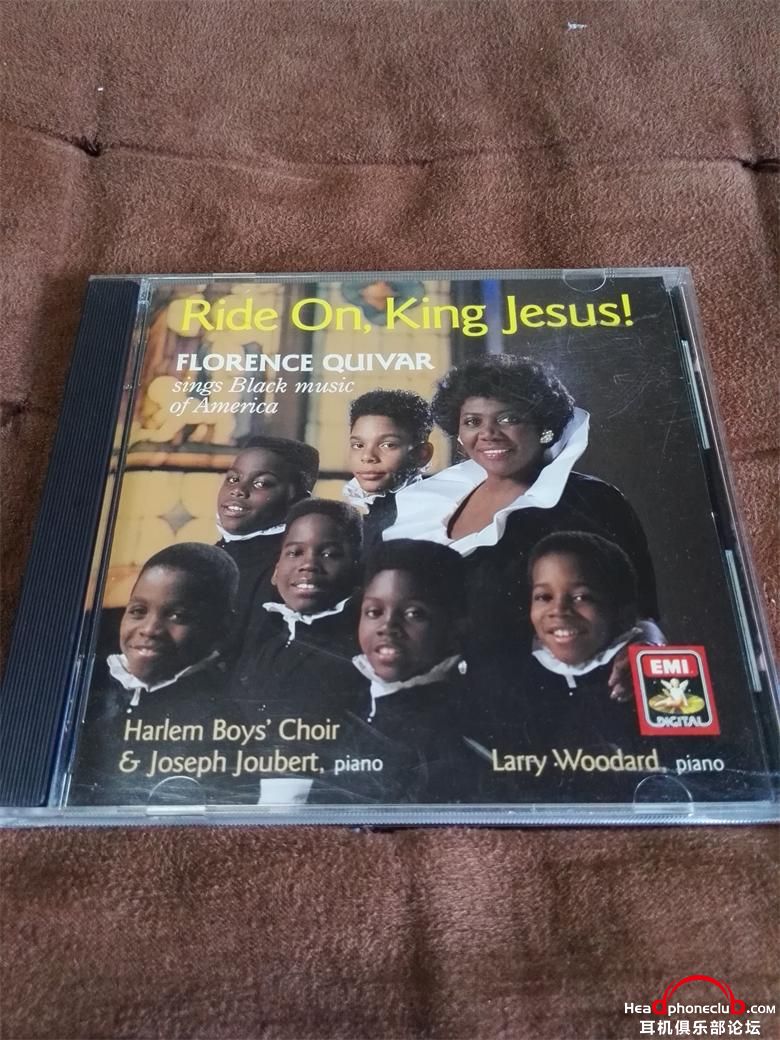 Ride On, King Jesus!
FLORENCE QUIVAR
sings Black music
of America
EMI
DIGITAL
Harlem Boys' Choir
& Joseph Joubert, piano
Larry Woodard, piano
Headphoneclub.com
耳机俱乐部论坛